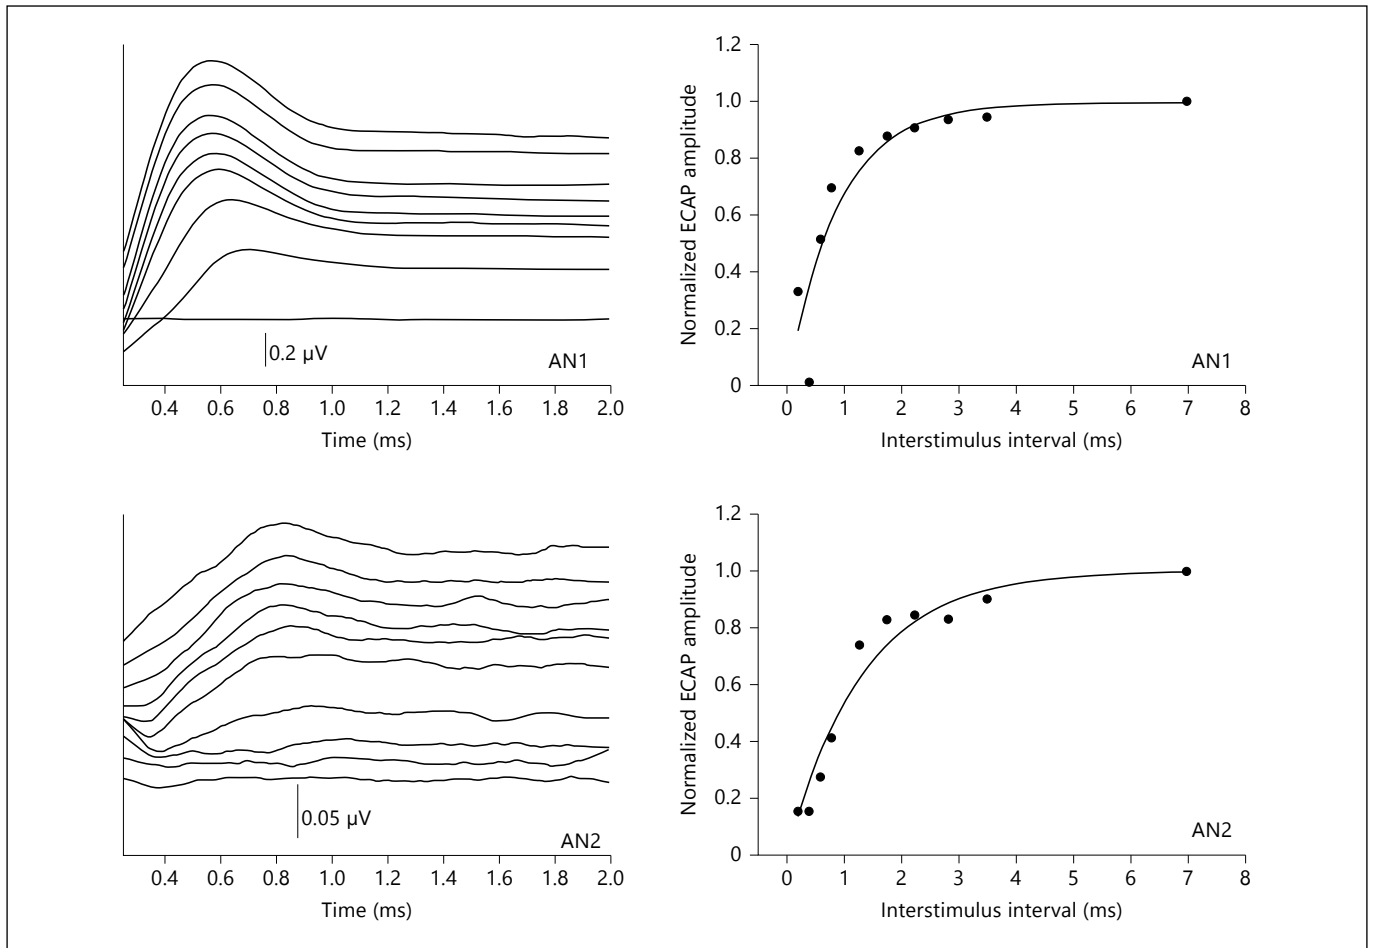 1.2
1.0
0.8
0.6
0.4
0.2
0
Normalized ECAP amplitude
0.2 µV
AN1
AN1
0.4 0.6 0.8 1.0 1.2 1.4 1.6 1.8 2.0
0 1 2 3 4 5 6 7 8
Time (ms)
Interstimulus interval (ms)
1.2
1.0
0.8
0.6
0.4
0.2
0
Normalized ECAP amplitude
0.05 µV
AN2
AN2
0.4 0.6 0.8 1.0 1.2 1.4 1.6 1.8 2.0
0 1 2 3 4 5 6 7 8
Time (ms)
Interstimulus interval (ms)